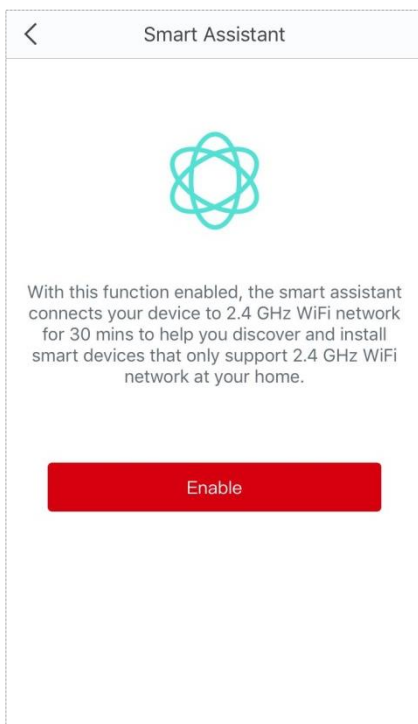 Smart Assistant
With this function enabled, the smart assistant
connects your device to 2.4 GHz WiFi network
for 30 mins to help you discover and install
smart devices that only support 2.4 GHz WiFi
network at your home.
Enable